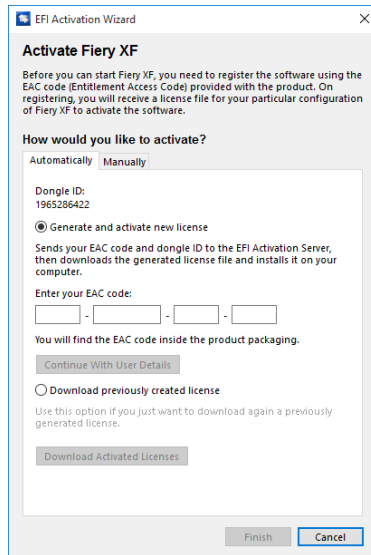 EFI Activation Wizard
Activate Fiery XF
Before you can start Fiery XF, you need to register the software using the
EAC code (Entitlement Access Code) provided with the product. On
registering, you will receive a license file for your particular configuration
of Fiery XF to activate the software.
How would you like to activate?
Automatically Manually
Dongle ID:
1965286422
Generate and activate new license
Sends your EAC code and dongle ID to the EFI Activation Server,
then downloads the generated license file and installs it on your
computer.
Enter your EAC code:
- - -
You will find the EAC code inside the product packaging.
Continue With User Details
Download previously created license
Use this option if you just want to download again a previously
generated license.
Download Activated Licenses
Finish Cancel